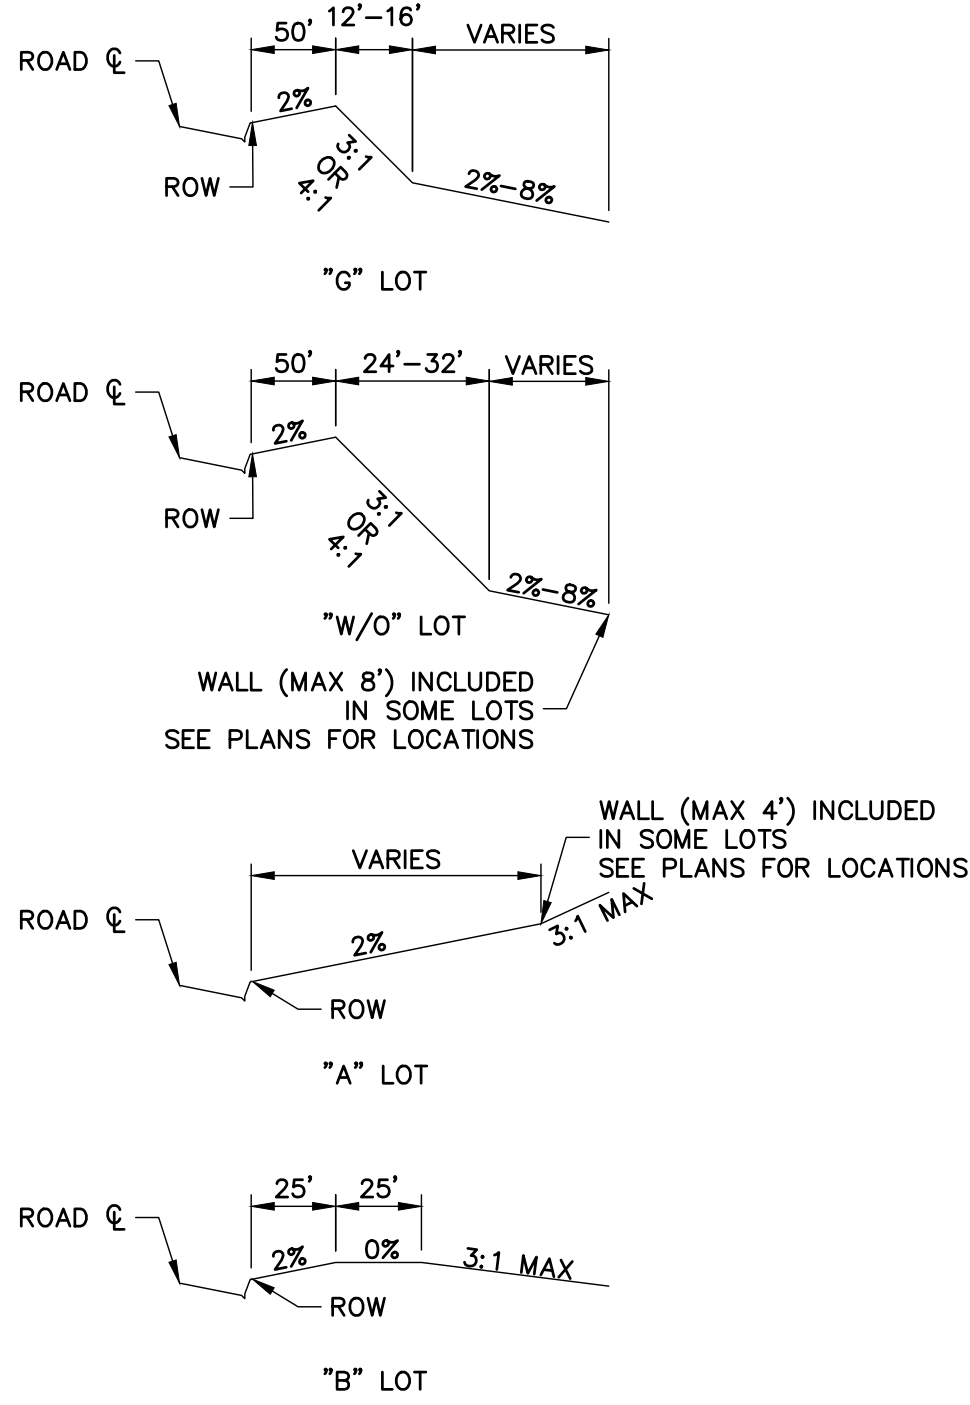 50' 12'-16' VARIES
ROAD ℄
2%
3:1
OR
4:1
ROW
2%-8%
"G" LOT
50' 24'-32' VARIES
ROAD ℄
2%
3:1
OR
4:1
ROW
2%-8%
"W/O" LOT
WALL (MAX 8') INCLUDED
IN SOME LOTS
SEE PLANS FOR LOCATIONS
WALL (MAX 4') INCLUDED
IN SOME LOTS
SEE PLANS FOR LOCATIONS
VARIES
ROAD ℄
2%
3:1 MAX
ROW
"A" LOT
25' 25'
ROAD ℄
2% 0% 3:1 MAX
ROW
"B" LOT